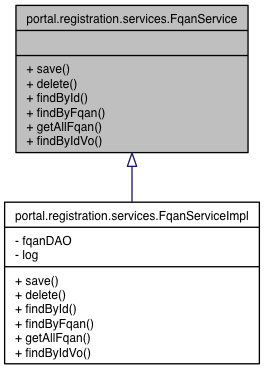 portal.registration.services.FqanService
+ save()
+ delete()
+ findById()
+ findByFqan()
+ getAllFqan()
+ findByIdVo()
portal.registration.services.FqanServiceImpl
- fqanDAO
- log
+ save()
+ delete()
+ findById()
+ findByFqan()
+ getAllFqan()
+ findByIdVo()